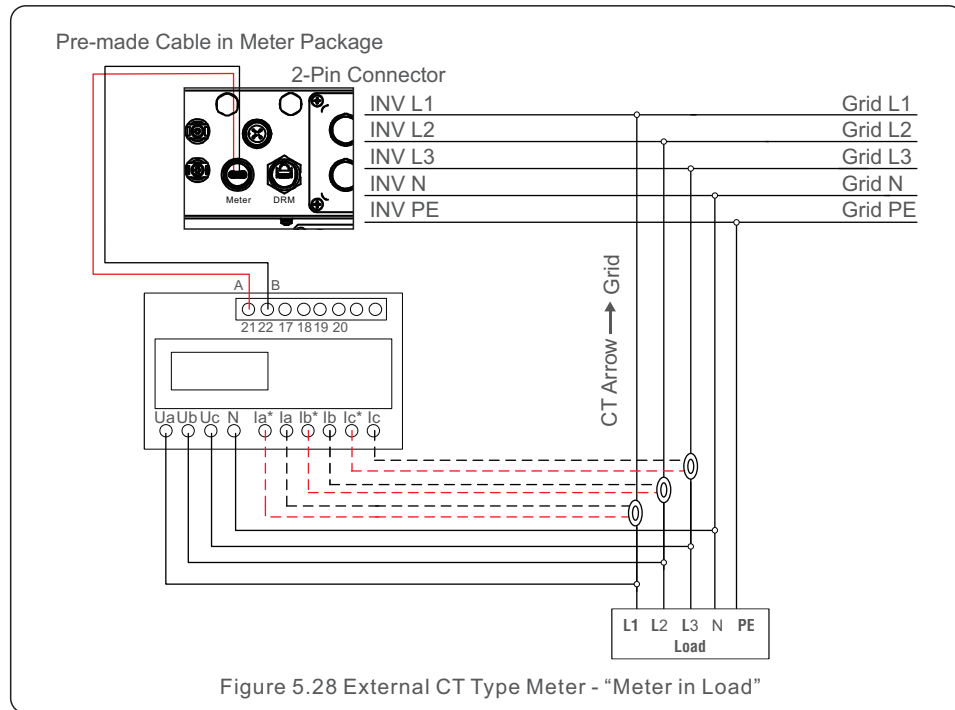 Pre-made Cable in Meter Package
2-Pin Connector
INV L1 Grid L1
INV L2 Grid L2
INV L3 Grid L3
INV N Grid N
INV PE Grid PE
Meter DRM
CT Arrow → Grid
A B
21 22 17 18 19 20
Ua Ub Uc N Ia* Ia Ib* Ib Ic* Ic
L1 L2 L3 N PE
Load
Figure 5.28 External CT Type Meter - “Meter in Load”